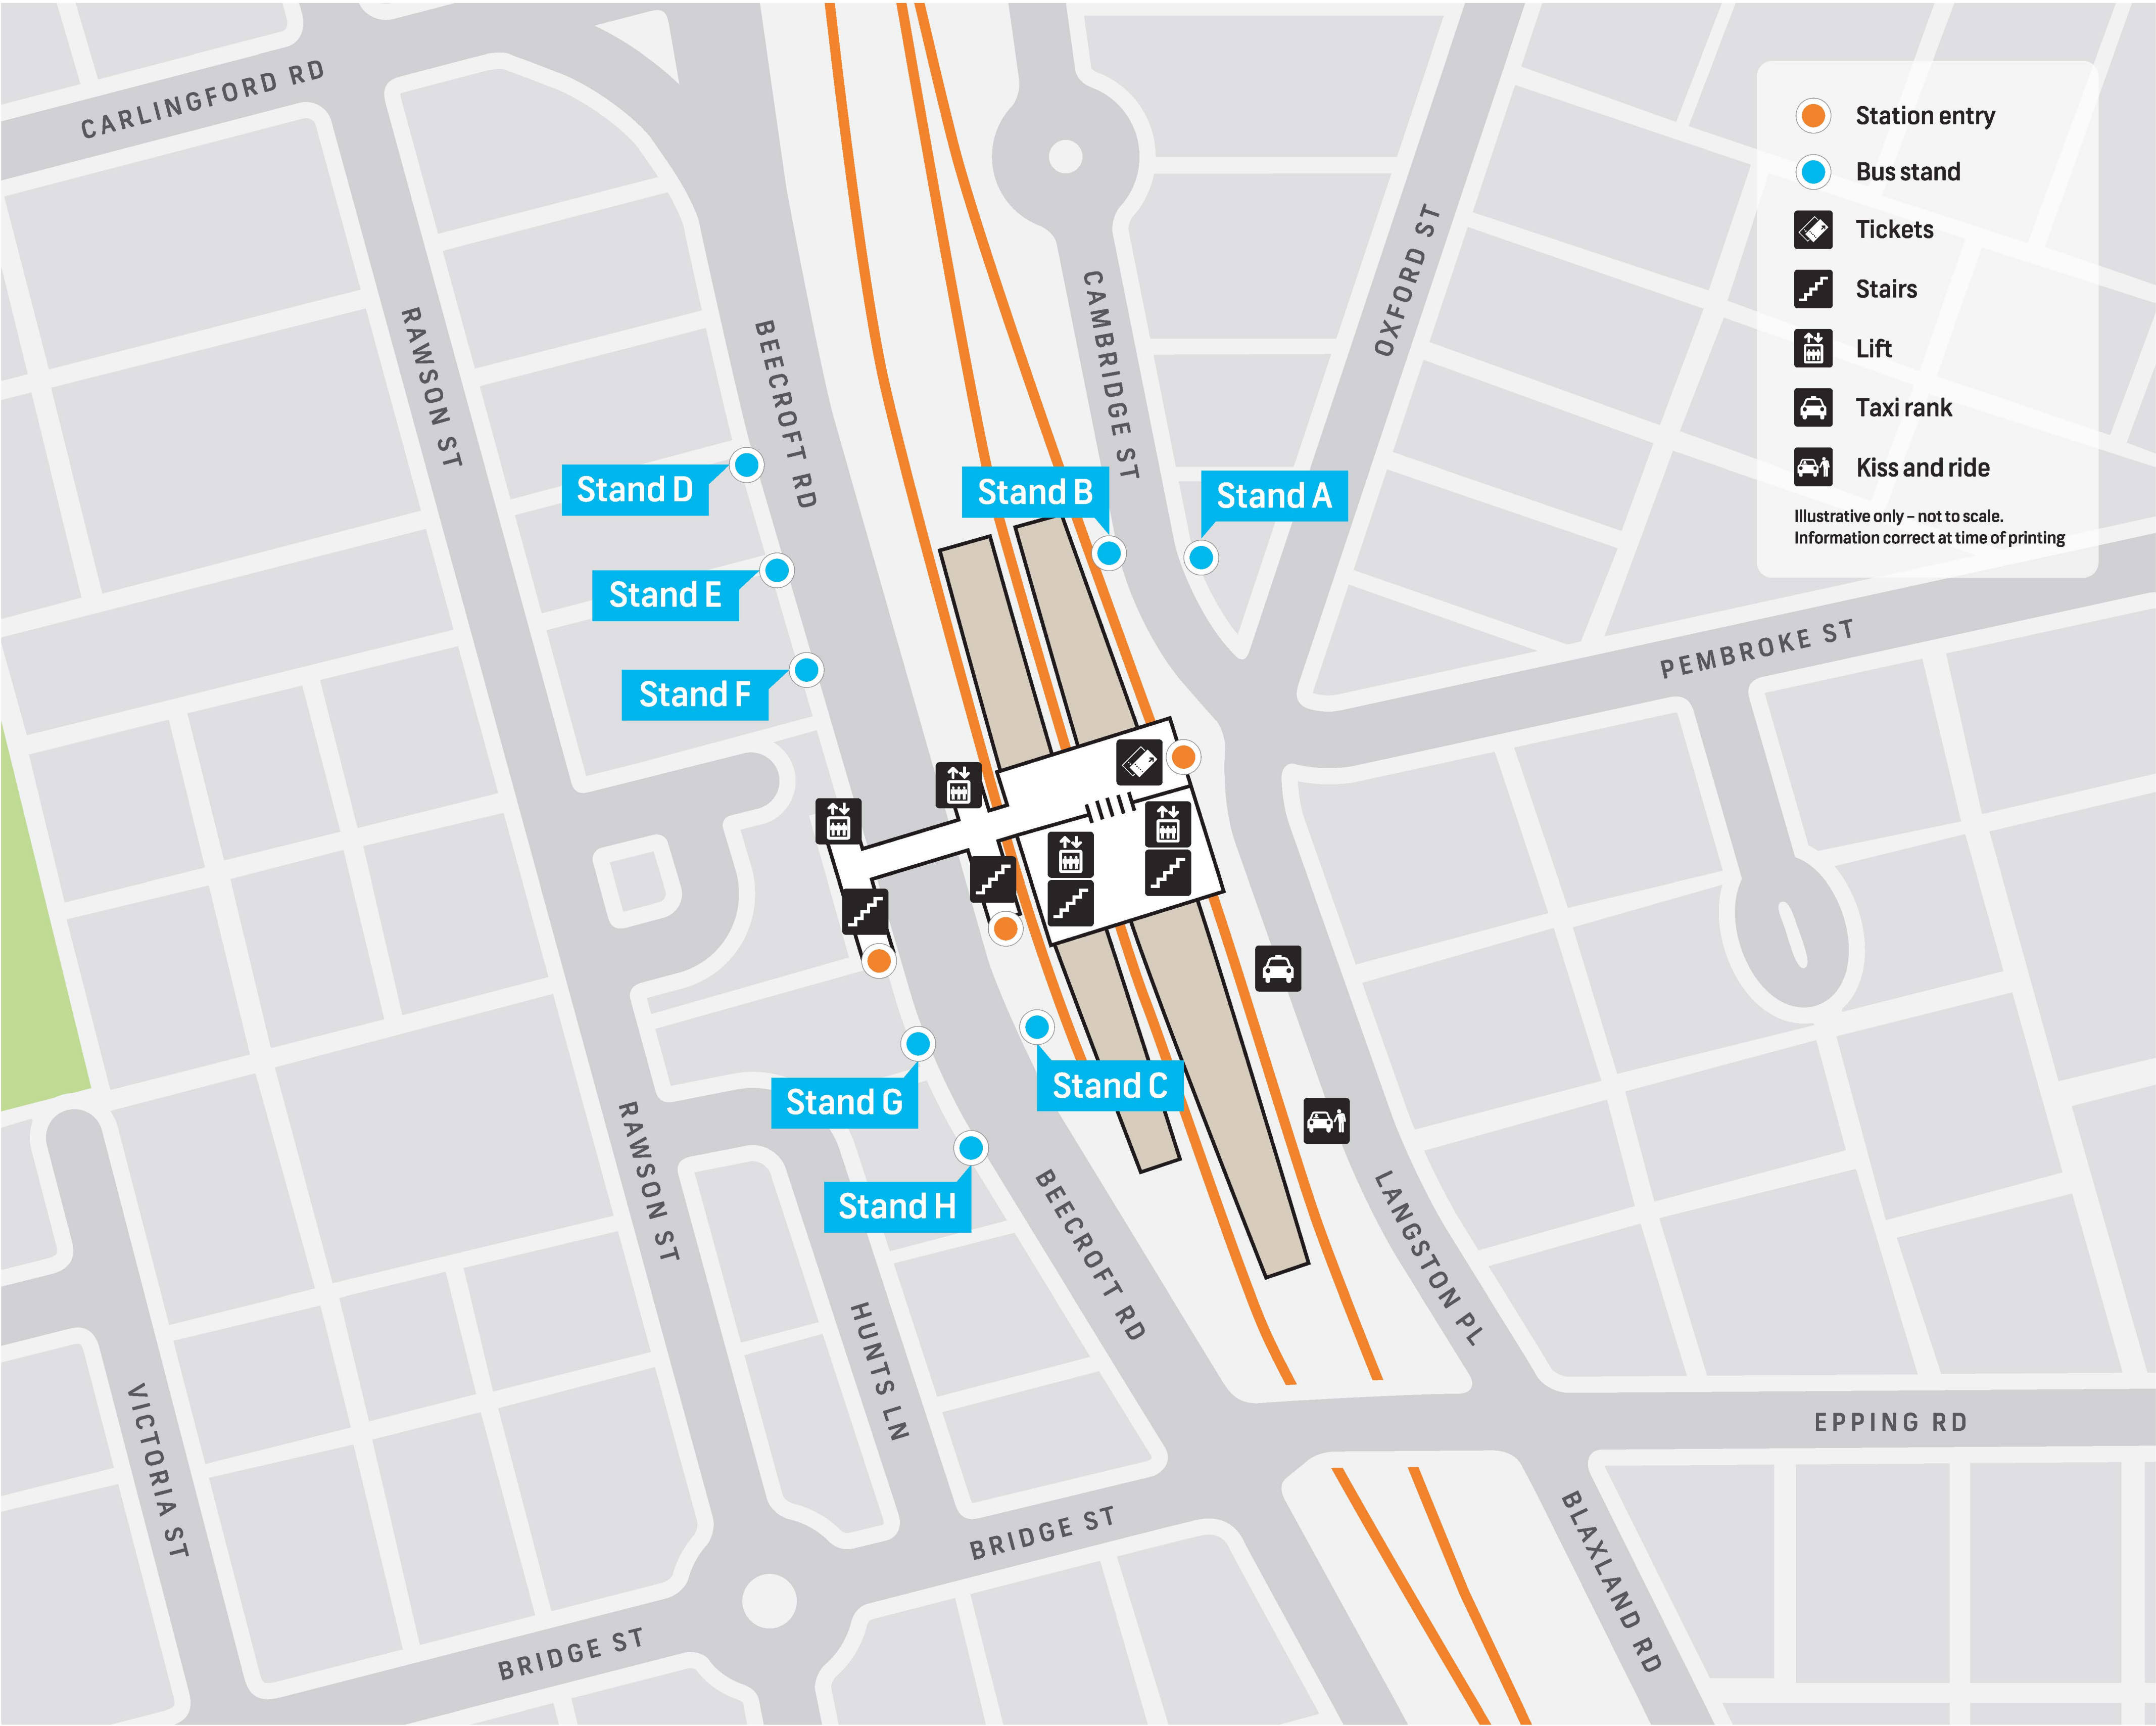 CARLINGFORD RD
RAWSON ST
BEECROFT RD
CAMBRIDGE ST
OXFORD ST
PEMBROKE ST
Station entry
Bus stand
Tickets
Stairs
Lift
Taxi rank
Kiss and ride
Illustrative only – not to scale.
Information correct at time of printing
Stand D
Stand B
Stand A
Stand E
Stand F
Stand C
Stand G
Stand H
RAWSON ST
BEECROFT RD
LANGSTON PL
HUNTS LN
VICTORIA ST
EPPING RD
BRIDGE ST
BLAXLAND RD
BRIDGE ST